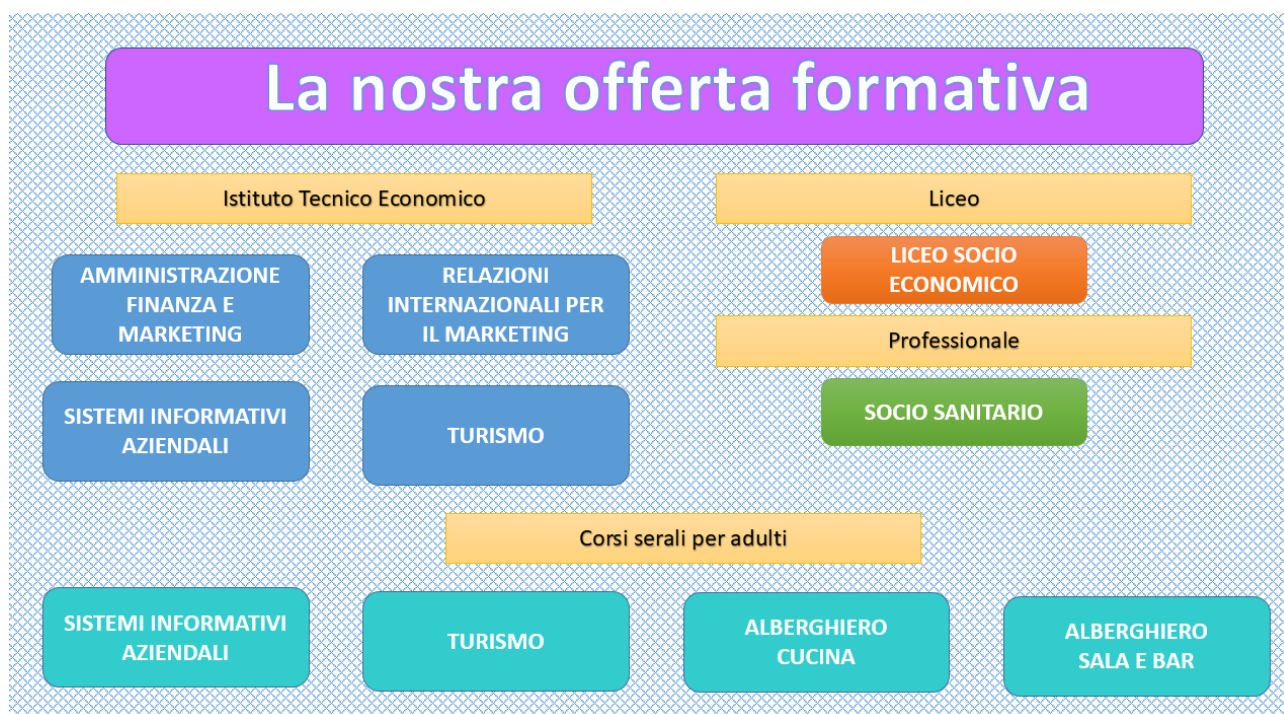 La nostra offerta formativa
Istituto Tecnico Economico
AMMINISTRAZIONE
FINANZA E
MARKETING
RELAZIONI
INTERNAZIONALI PER
IL MARKETING
SISTEMI INFORMATIVI
AZIENDALI
TURISMO
Liceo
LICEO SOCIO
ECONOMICO
Professionale
SOCIO SANITARIO
Corsi serali per adulti
SISTEMI INFORMATIVI
AZIENDALI
TURISMO
ALBERGHIERO
CUCINA
ALBERGHIERO
SALA E BAR